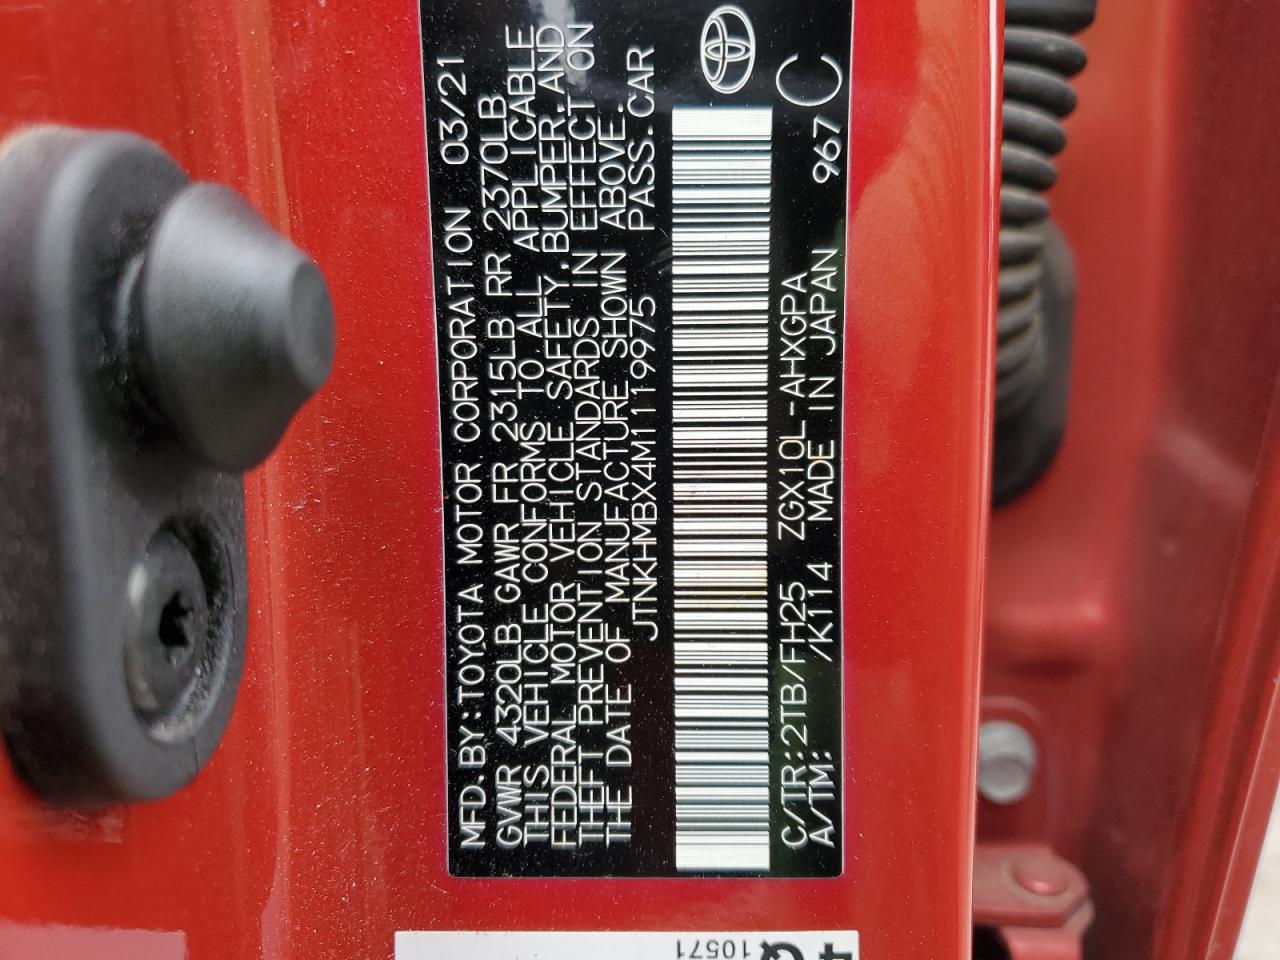 MFD.BY:TOYOTA MOTOR CORPORATION 03/21
GVWR 4320LB GAWR FR 2315LB RR 2370LB
THIS VEHICLE CONFORMS TO ALL APPLICABLE
FEDERAL MOTOR VEHICLE SAFETY,BUMPER,AND
THEFT PREVENTION STANDARDS IN EFFECT ON
THE DATE OF MANUFACTURE SHOWN ABOVE.
JTNKHMBX4M1119975 PASS.CAR
C/TR:2TB/FH25 ZGX10L-AHXGPA
A/TM: /K114 MADE IN JAPAN 967 C
10571